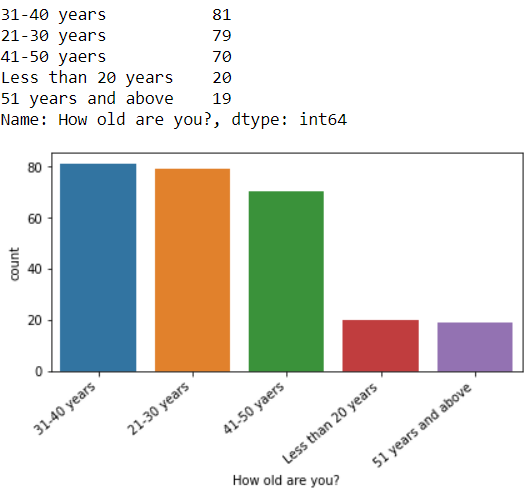 31-40 years 81
21-30 years 79
41-50 yaers 70
Less than 20 years 20
51 years and above 19
Name: How old are you?, dtype: int64
80
60
40
20
0
count
31-40 years
21-30 years
41-50 yaers
Less than 20 years
51 years and above
How old are you?